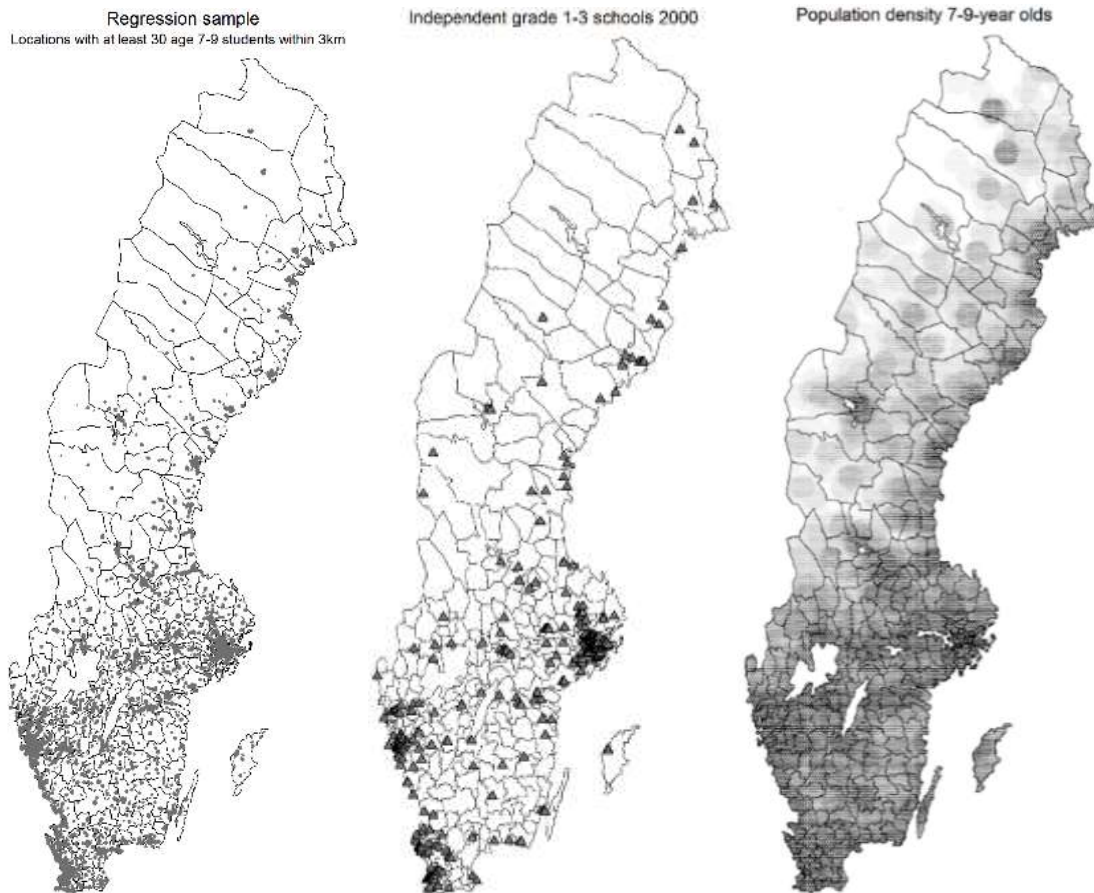 Regression sample
Locations with at least 30 age 7-9 students within 3km
Independent grade 1-3 schools 2000
Population density 7-9-year olds